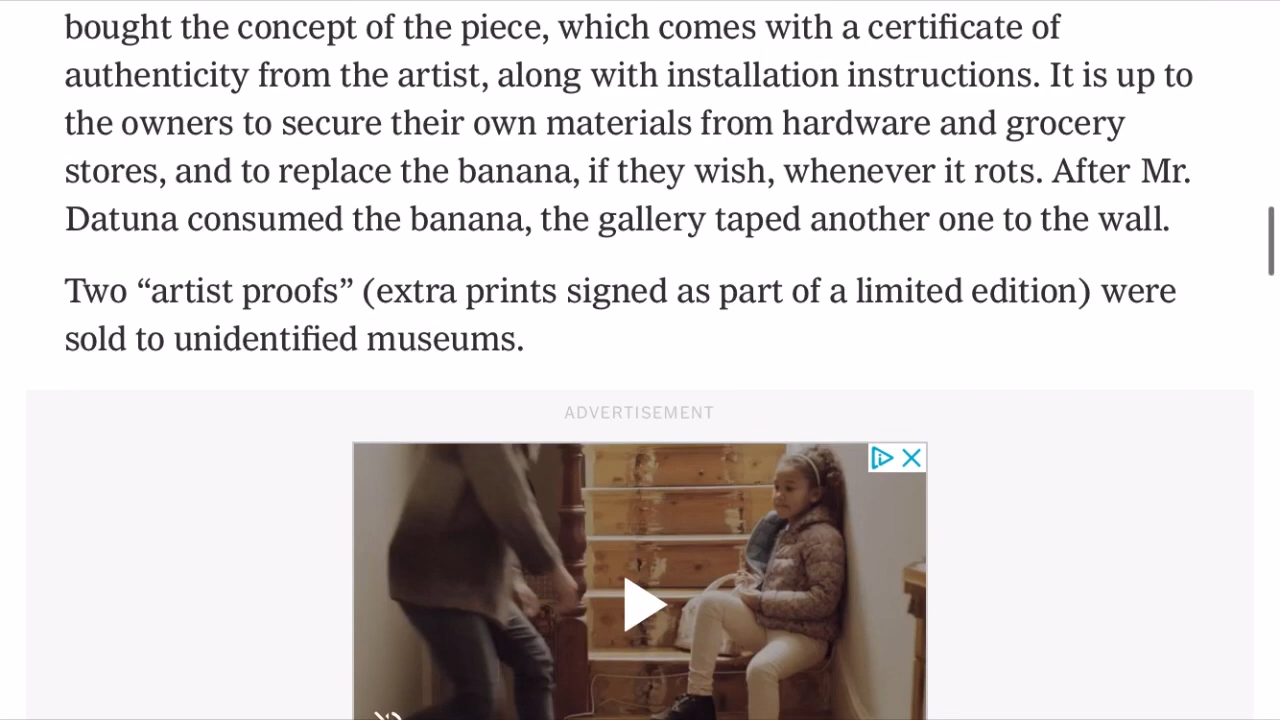 bought the concept of the piece, which comes with a certificate of
authenticity from the artist, along with installation instructions. It is up to
the owners to secure their own materials from hardware and grocery
stores, and to replace the banana, if they wish, whenever it rots. After Mr.
Datuna consumed the banana, the gallery taped another one to the wall.
Two “artist proofs” (extra prints signed as part of a limited edition) were
sold to unidentified museums.
ADVERTISEMENT